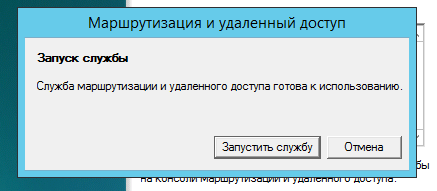 Маршрутизация и удаленный доступ
Запуск службы
Служба маршрутизации и удаленного доступа готова к использованию.
Запустить службу
Отмена
бы
на консоли маршрутизации и удаленного доступа.